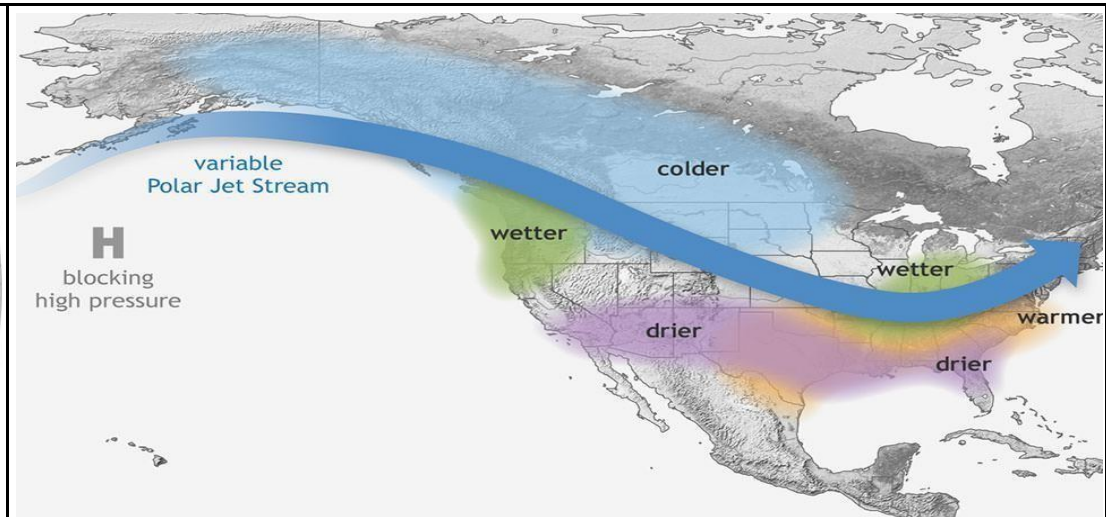 variable
Polar Jet Stream
colder
H
blocking
high pressure
wetter
wetter
warmer
drier
drier